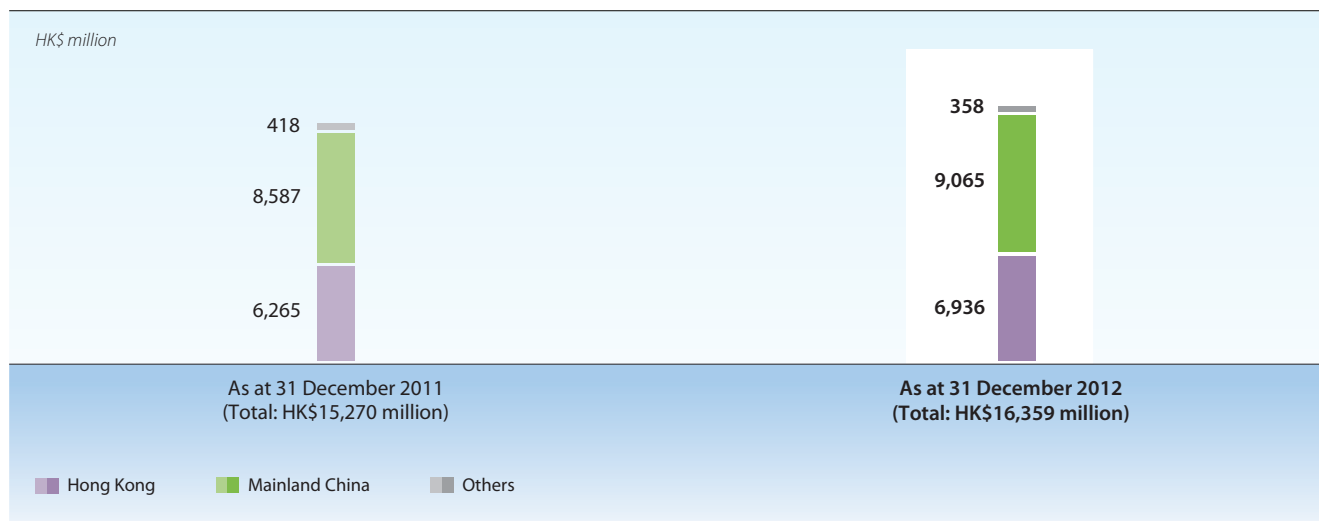 HK$ million
418
8,587
6,265
358
9,065
6,936
As at 31 December 2011
(Total: HK$15,270 million)
As at 31 December 2012
(Total: HK$16,359 million)
Hong Kong
Mainland China
Others